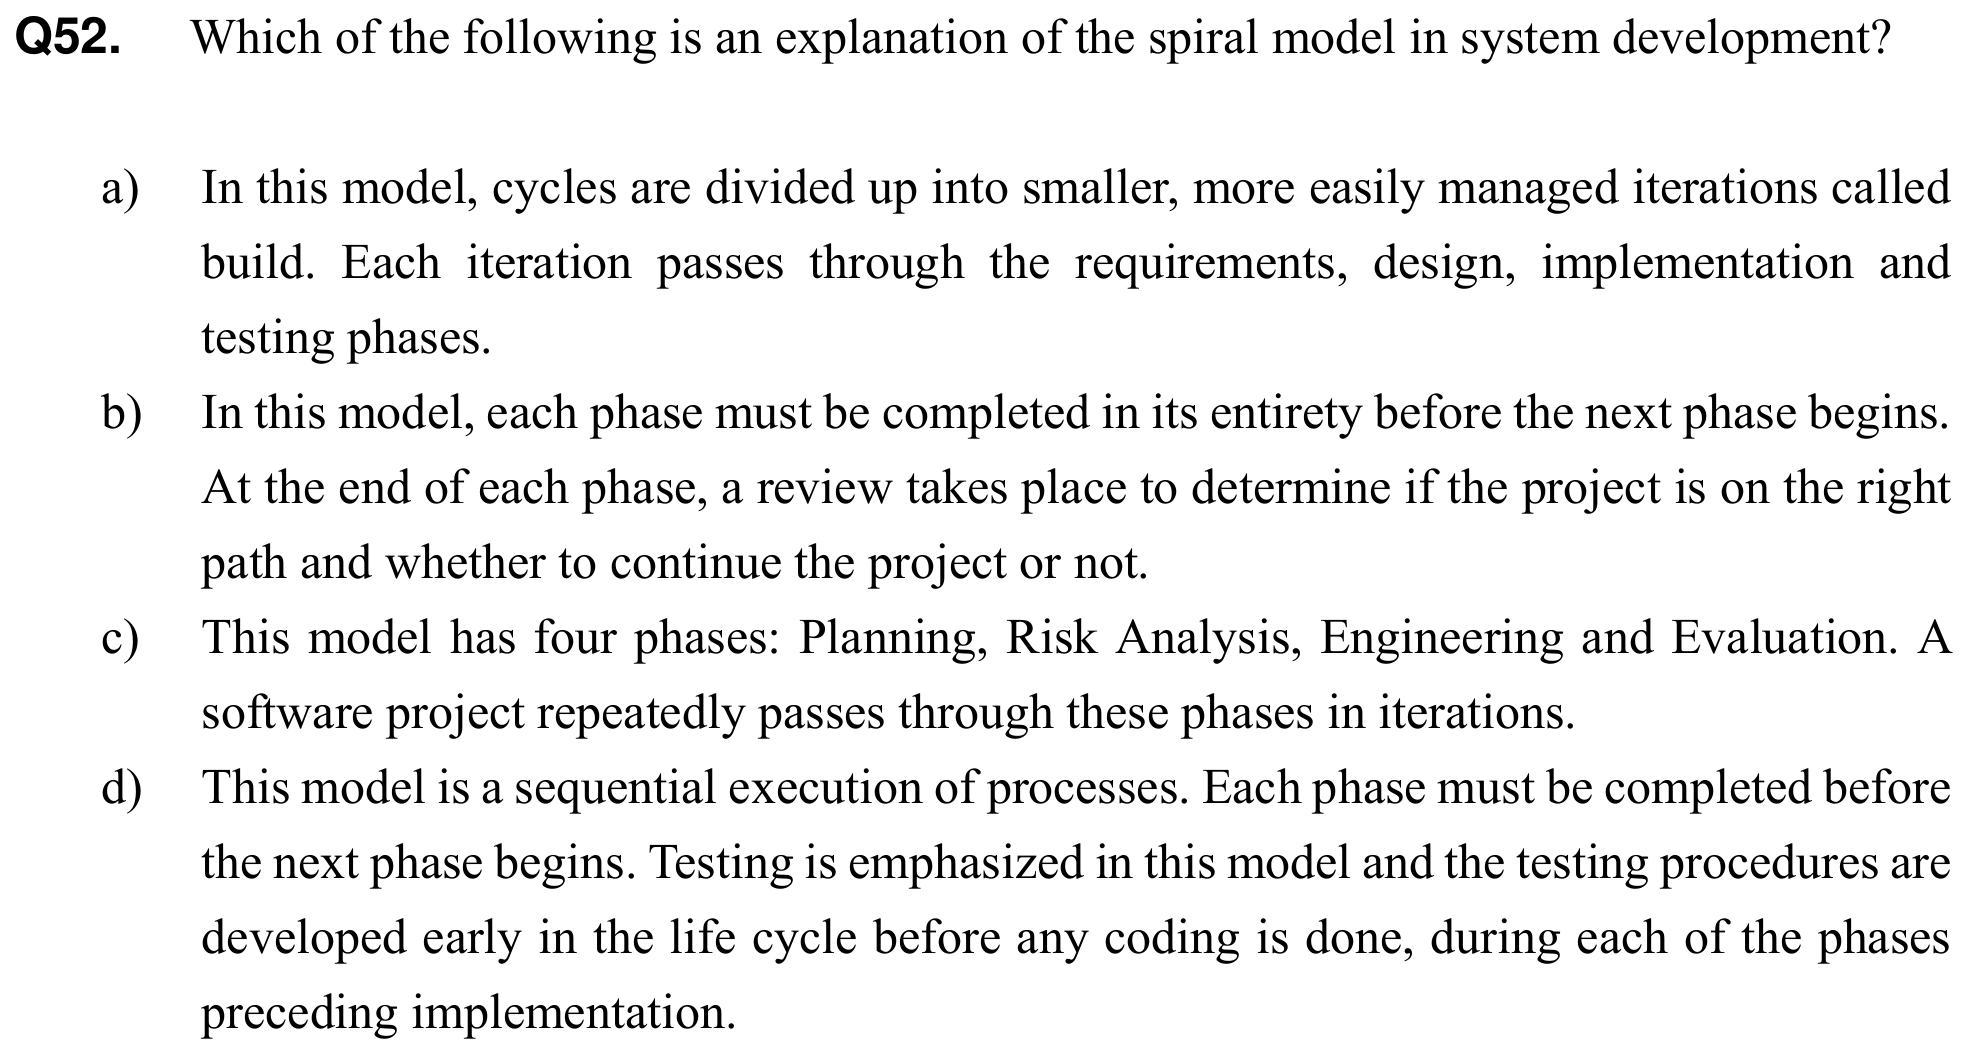 Q52. Which of the following is an explanation of the spiral model in system development?
a) In this model, cycles are divided up into smaller, more easily managed iterations called
build. Each iteration passes through the requirements, design, implementation and
testing phases.
b) In this model, each phase must be completed in its entirety before the next phase begins.
At the end of each phase, a review takes place to determine if the project is on the right
path and whether to continue the project or not.
c) This model has four phases: Planning, Risk Analysis, Engineering and Evaluation. A
software project repeatedly passes through these phases in iterations.
d) This model is a sequential execution of processes. Each phase must be completed before
the next phase begins. Testing is emphasized in this model and the testing procedures are
developed early in the life cycle before any coding is done, during each of the phases
preceding implementation.